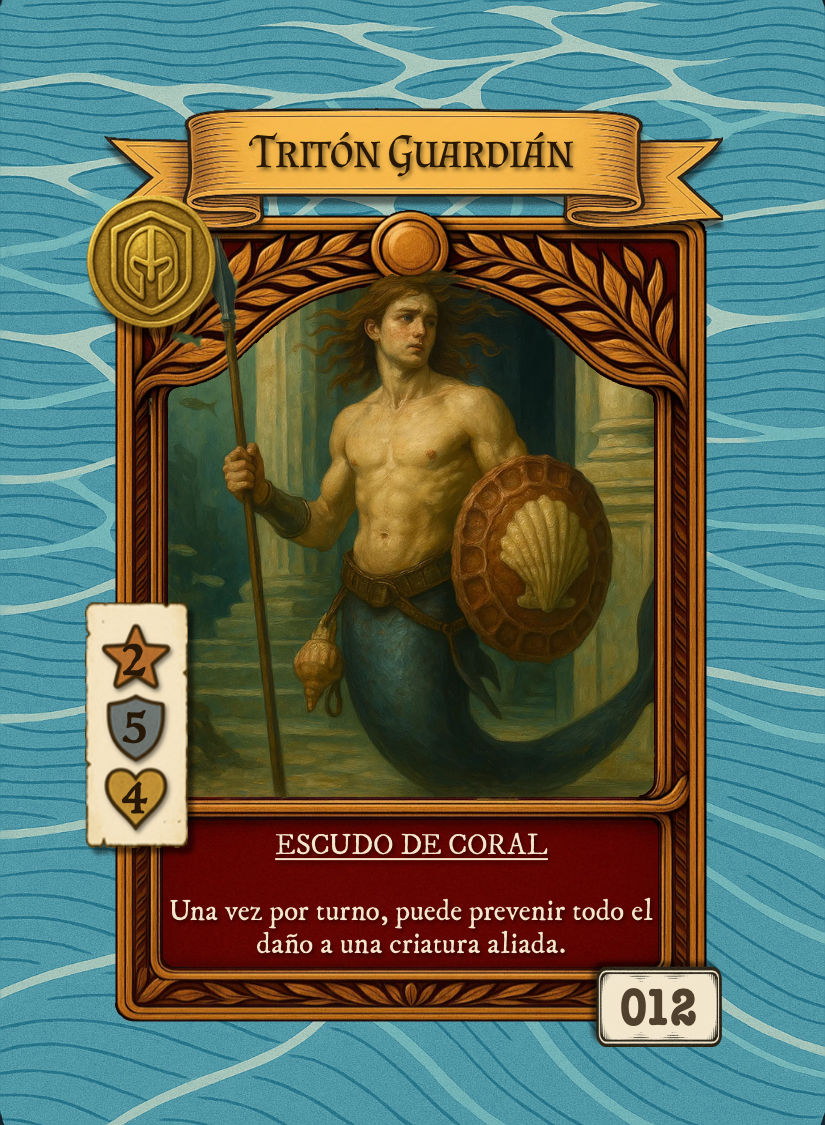 Tritón Guardián
2
5
4
ESCUDO DE CORAL
Una vez por turno, puede prevenir todo el
daño a una criatura aliada.
012